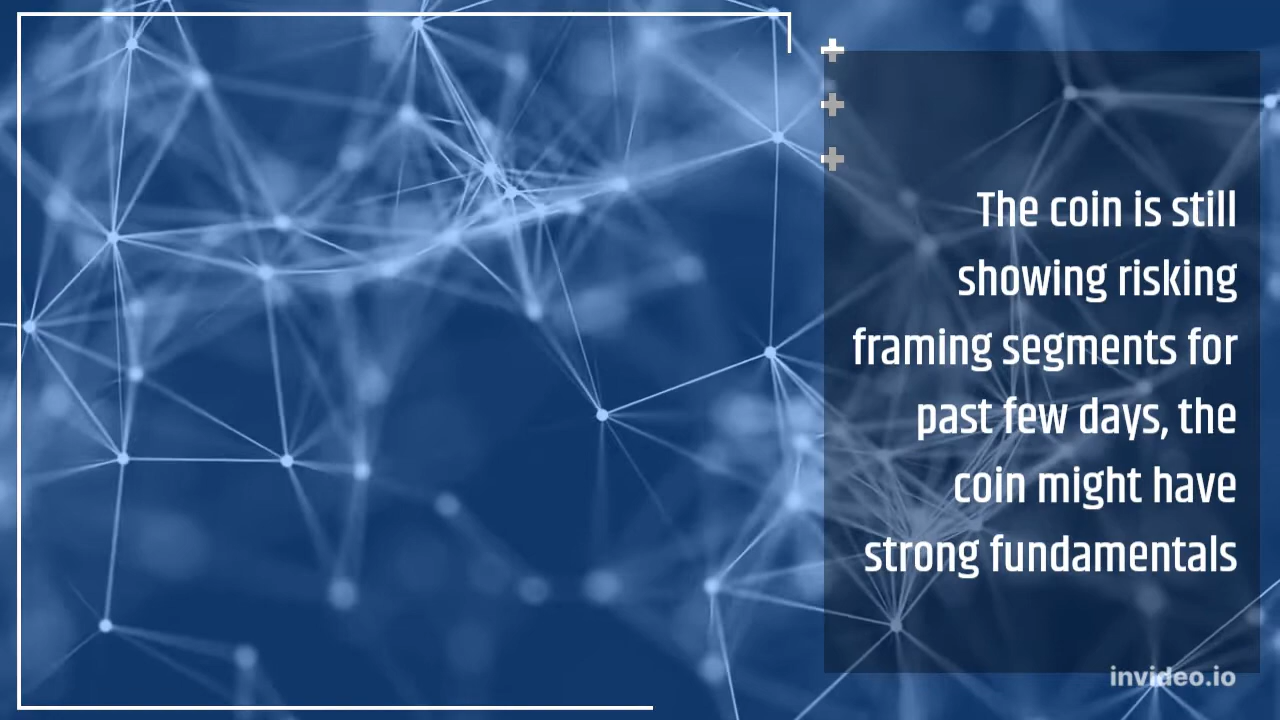 The coin is still
showing risking
framing segments for
past few days, the
coin might have
strong fundamentals
invideo.io